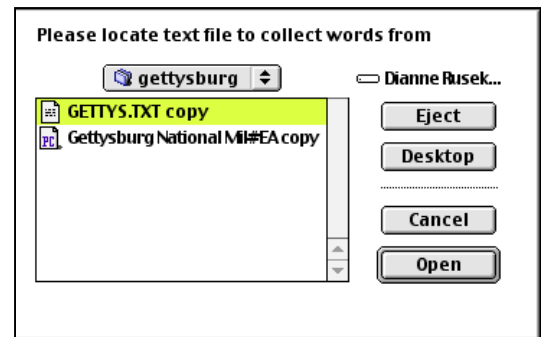 Please locate text file to collect words from
gettysburg
Dianne Rusek...
GETTYS.TXT copy
Gettysburg National Mil#EA copy
Eject
Desktop
Cancel
Open